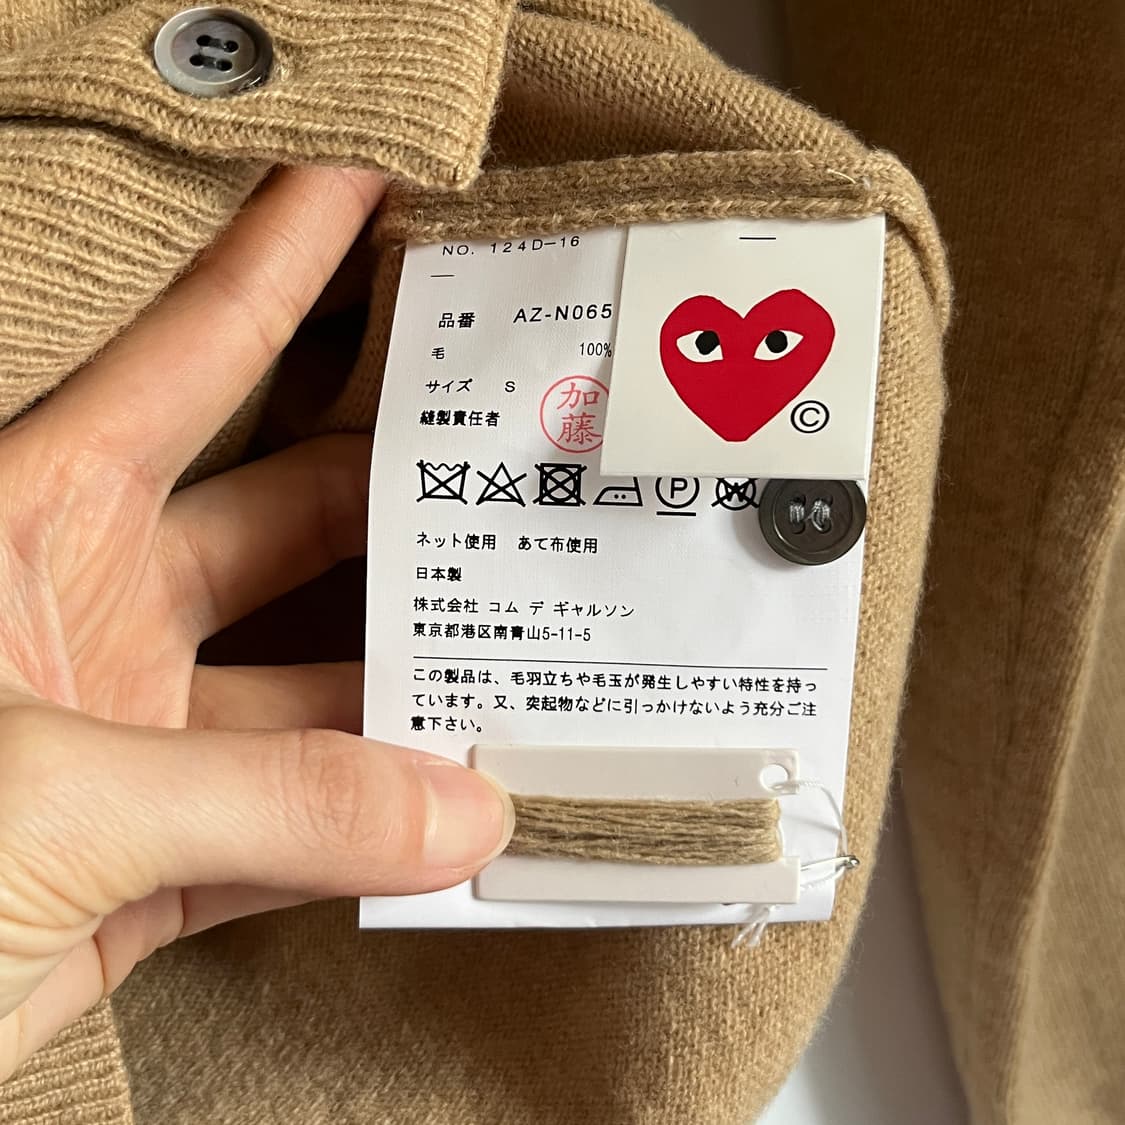 NO. 124D-16
品番 AZ-N065
毛 100%
サイズ S
縫製責任者
加藤
P
W
ネット使用 あて布使用
日本製
株式会社 コム デ ギャルソン
東京都港区南青山5-11-5
この製品は、毛羽立ちや毛玉が発生しやすい特性を持っ
ています。又、突起物などに引っかけないよう充分ご注
意下さい。
©